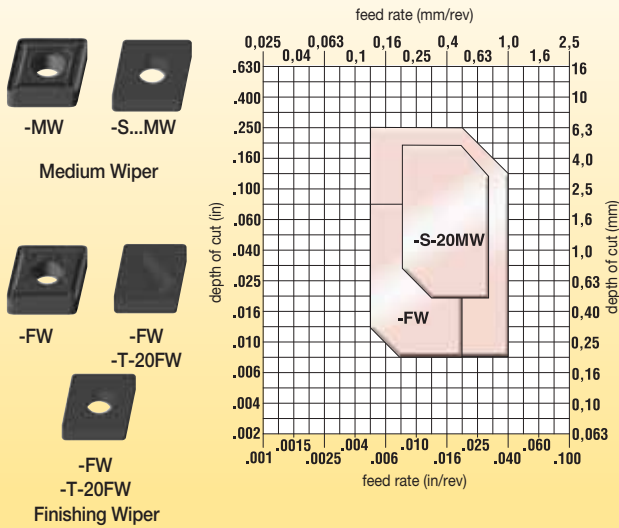 -MW
-S...MW
Medium Wiper
-FW
-FW
-T-20FW
-FW
-T-20FW
Finishing Wiper
feed rate (mm/rev)
0,025 0,063 0,16 0,4 1,0 2,5
0,04 0,1 0,25 0,63 1,6
depth of cut (in)
.630
.400
.250
.160
.100
.060
.040
.025
.016
.010
.006
.004
.002
-S-20MW
-FW
16
10
6,3
4,0
2,5
1,6
1,0
0,63
0,40
0,25
0,16
0,10
0,063
depth of cut (mm)
.0015 .004 .010 .025 .060
.001 .0025 .006 .016 .040 .100
feed rate (in/rev)